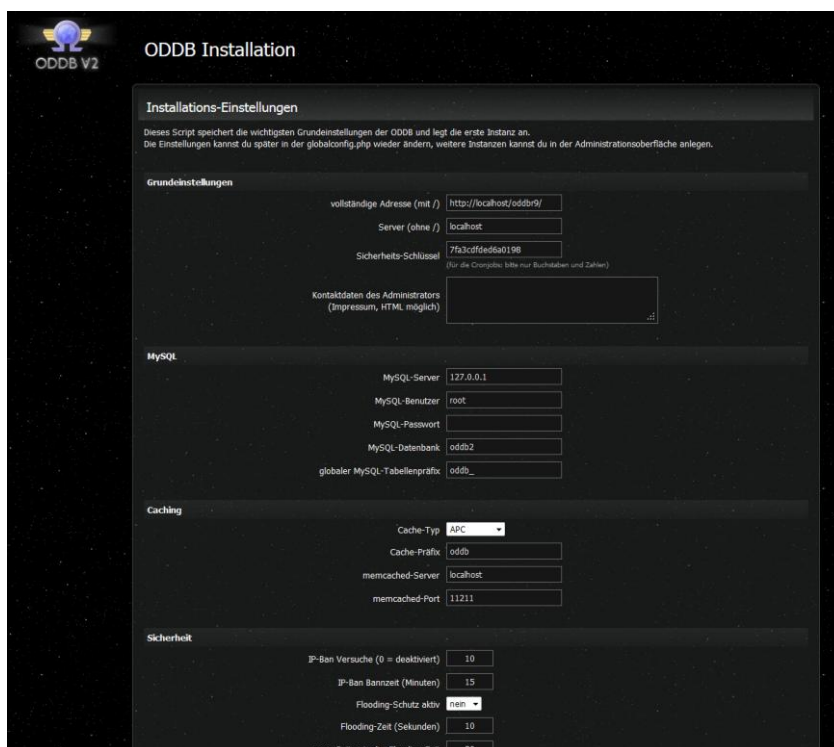 ODDB V2
ODDB Installation
Installations-Einstellungen
Dieses Script speichert die wichtigsten Grundeinstellungen der ODDB und legt die erste Instanz an.
Die Einstellungen kannst du später in der globalconfig.php wieder ändern, weitere Instanzen kannst du in der Administrationsoberfläche anlegen.
Grundeinstellungen
vollständige Adresse (mit /) http://localhost/oddbr9/
Server (ohne /) localhost
Sicherheits-Schlüssel 7fa3cdfded6a0198
(für die Cronjobs; bitte nur Buchstaben und Zahlen)
Kontaktdaten des Administrators
(Impressum, HTML möglich)
MySQL
MySQL-Server 127.0.0.1
MySQL-Benutzer root
MySQL-Passwort
MySQL-Datenbank oddb2
globaler MySQL-Tabellenpräfix oddb_
Caching
Cache-Typ APC
Cache-Präfix oddb
memcached-Server localhost
memcached-Port 11211
Sicherheit
IP-Ban Versuche (0 = deaktiviert) 10
IP-Ban Bannzeit (Minuten) 15
Flooding-Schutz aktiv nein
Flooding-Zeit (Sekunden) 10